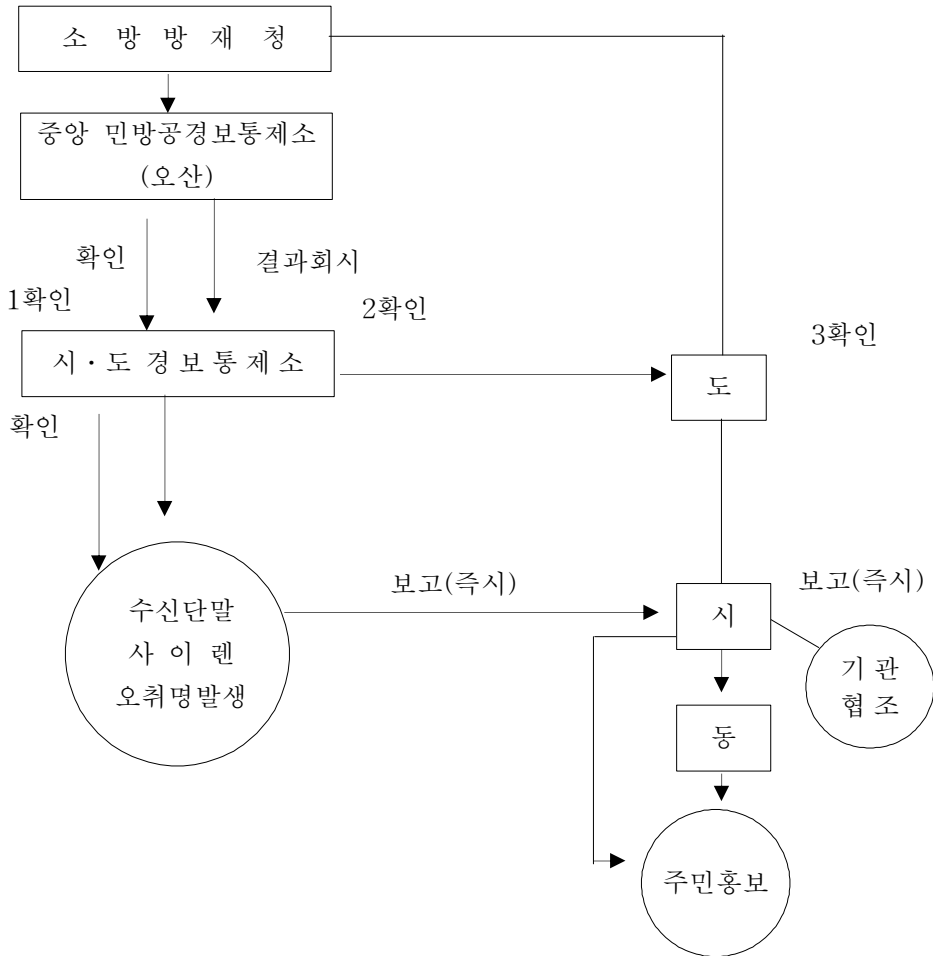 소 방 방 재 청
중앙 민방공경보통제소
(오산)
확인
결과회시
1확인
2확인
3확인
시 · 도 경 보 통 제 소
도
확인
보고(즉시)
보고(즉시)
수신단말
사 이 렌
오취명발생
시
기 관
협 조
동
주민홍보